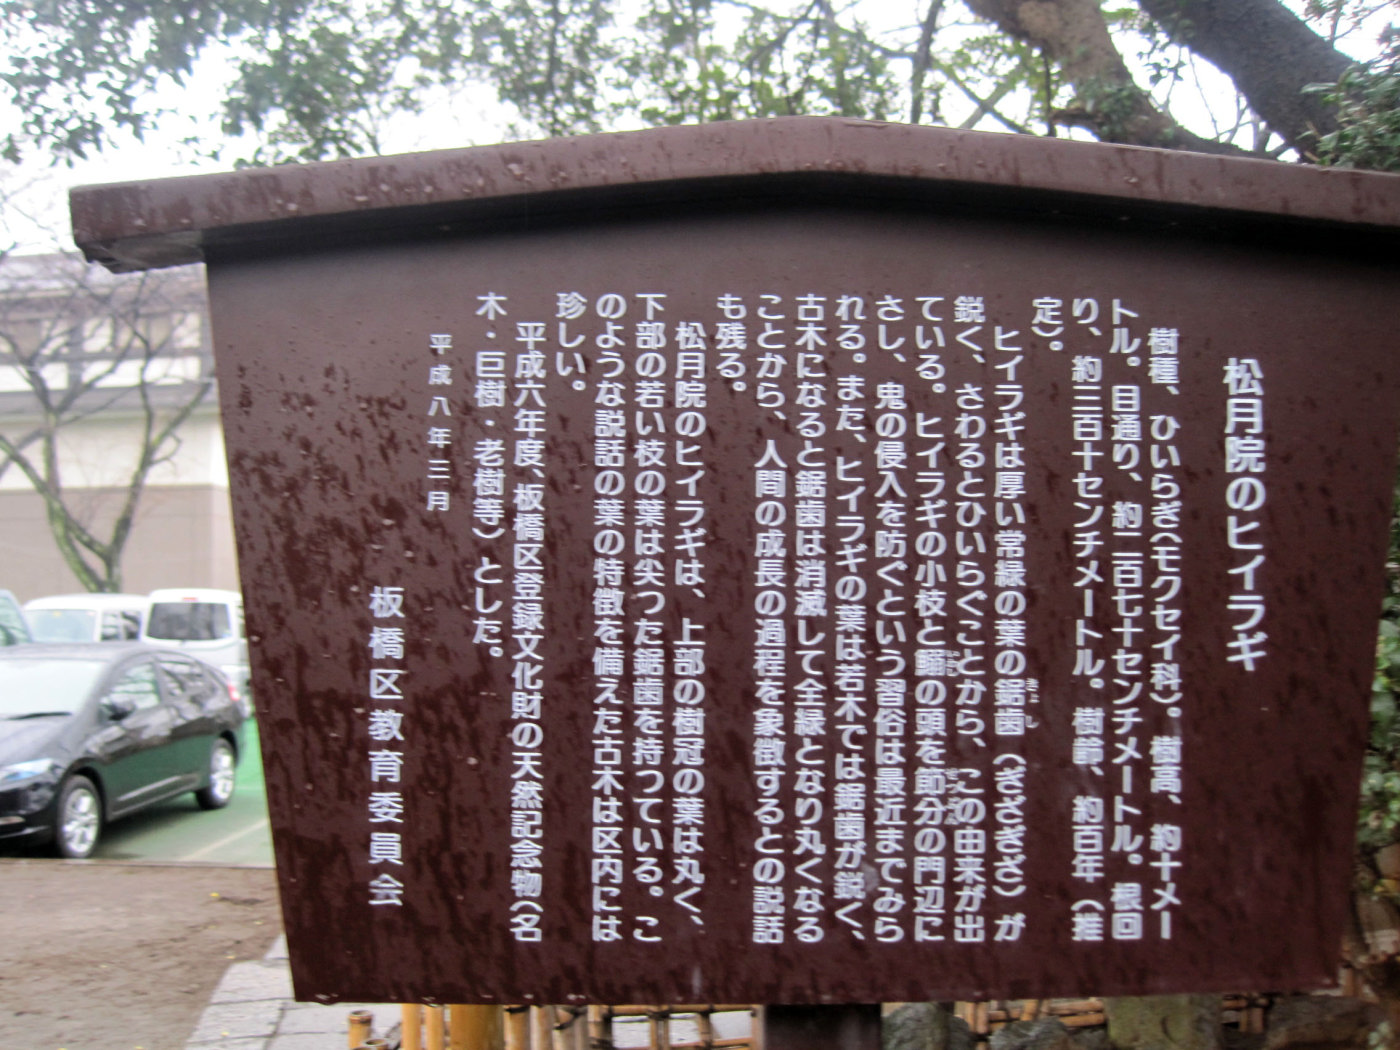 松月院のヒイラギ
樹種、ひいらぎ(モクセイ科)。樹高、約十メー
トル。目通り、約二百七十センチメートル。根回
り、約三百十センチメートル。樹齢、約百年(推
定)。
ヒイラギは厚い常緑の葉の鋸歯(ぎざぎざ)が
鋭く、さわるとひいらぐことから、この由来が出
ている。ヒイラギの小枝と鰯の頭を節分の門辺に
さし、鬼の侵入を防ぐという習俗は最近までみら
れる。また、ヒイラギの葉は若木では鋸歯が鋭く、
古木になると鋸歯は消滅して全縁となり丸くなる
ことから、人間の成長の過程を象徴するとの説話
も残る。
松月院のヒイラギは、上部の樹冠の葉は丸く、
下部の若い枝の葉は尖った鋸歯を持っている。こ
のような説話の葉の特徴を備えた古木は区内には
珍しい。
平成六年度、板橋区登録文化財の天然記念物(名
木・巨樹・老樹等)とした。
平成八年三月
板橋区教育委員会